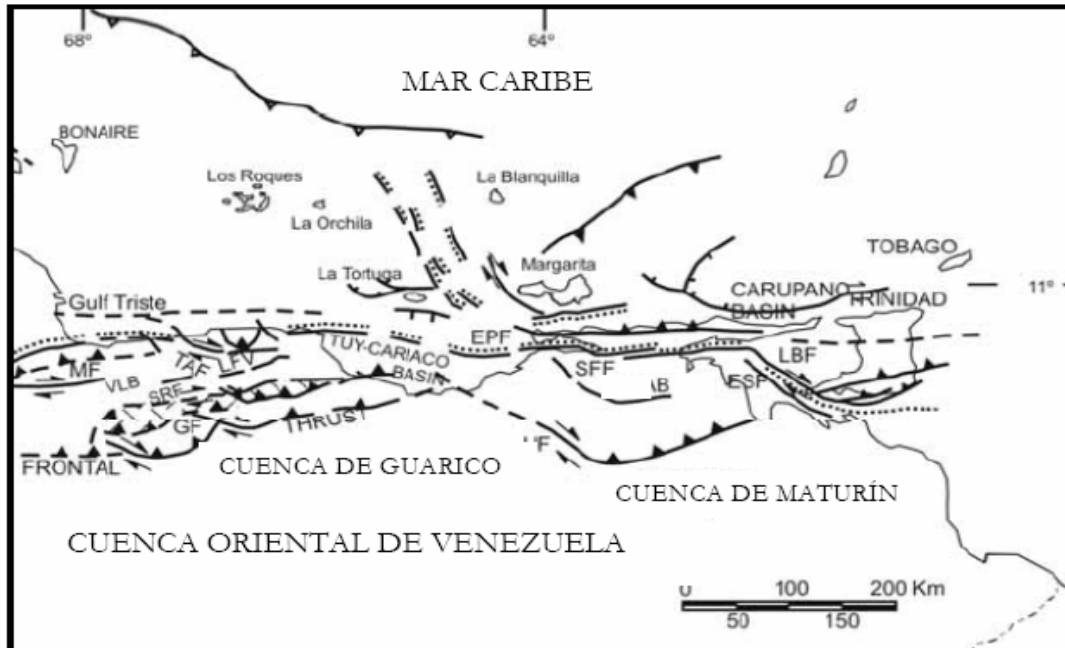 68°
64°
MAR CARIBE
BONAIRE
Los Roques
La Blanquilla
La Orchila
TOBAGO
La Tortuga
Margarita
11°
CARUPANO
BASIN
TRINIDAD
Gulf Triste
EPF
TUY-CARIACO
BASIN
LBF
MF
TAF
SFF
VLB
AB
ESF
SRF
GF
THRUST
FRONTAL
CUENCA DE GUARICO
CUENCA DE MATURÍN
CUENCA ORIENTAL DE VENEZUELA
0 100 200 Km
50 150